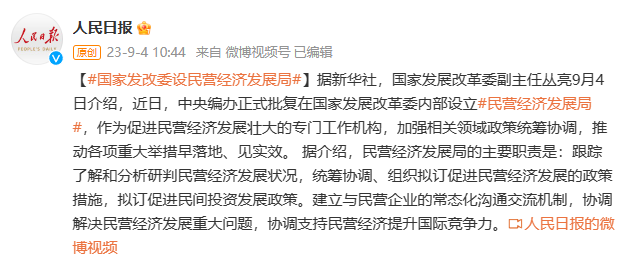 人民日报
PEOPLE'S DAILY
人民日报
原创 23-9-4 10:44 来自 微博视频号 已编辑
【#国家发改委设民营经济发展局#】据新华社，国家发展改革委副主任丛亮9月4
日介绍，近日，中央编办正式批复在国家发展改革委内部设立#民营经济发展局
#，作为促进民营经济发展壮大的专门工作机构，加强相关领域政策统筹协调，推
动各项重大举措早落地、见实效。 据介绍，民营经济发展局的主要职责是：跟踪
了解和分析研判民营经济发展状况，统筹协调、组织拟订促进民营经济发展的政策
措施，拟订促进民间投资发展政策。建立与民营企业的常态化沟通交流机制，协调
解决民营经济发展重大问题，协调支持民营经济提升国际竞争力。人民日报的微
博视频